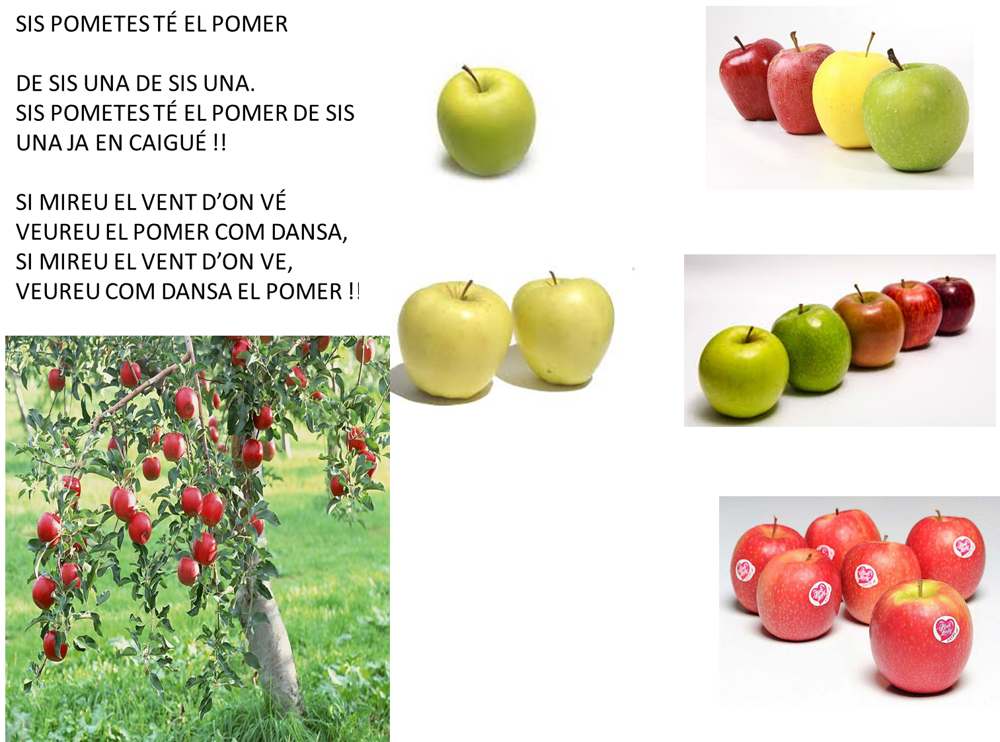 SIS POMETES TÉ EL POMER
DE SIS UNA DE SIS UNA.
SIS POMETES TÉ EL POMER DE SIS
UNA JA EN CAIGUÉ !!
SI MIREU EL VENT D’ON VÉ
VEUREU EL POMER COM DANSA,
SI MIREU EL VENT D’ON VE,
VEUREU COM DANSA EL POMER !!
Pink
Lady